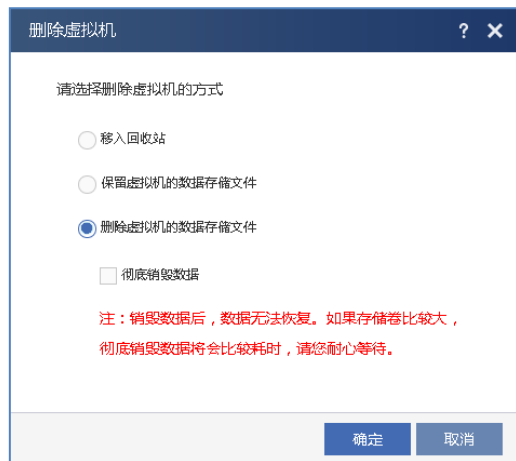 删除虚拟机
? ×
请选择删除虚拟机的方式
移入回收站
保留虚拟机的数据存储文件
删除虚拟机的数据存储文件
彻底销毁数据
注：销毁数据后，数据无法恢复。如果存储卷比较大，
彻底销毁数据将会比较耗时，请您耐心等待。
确定 取消